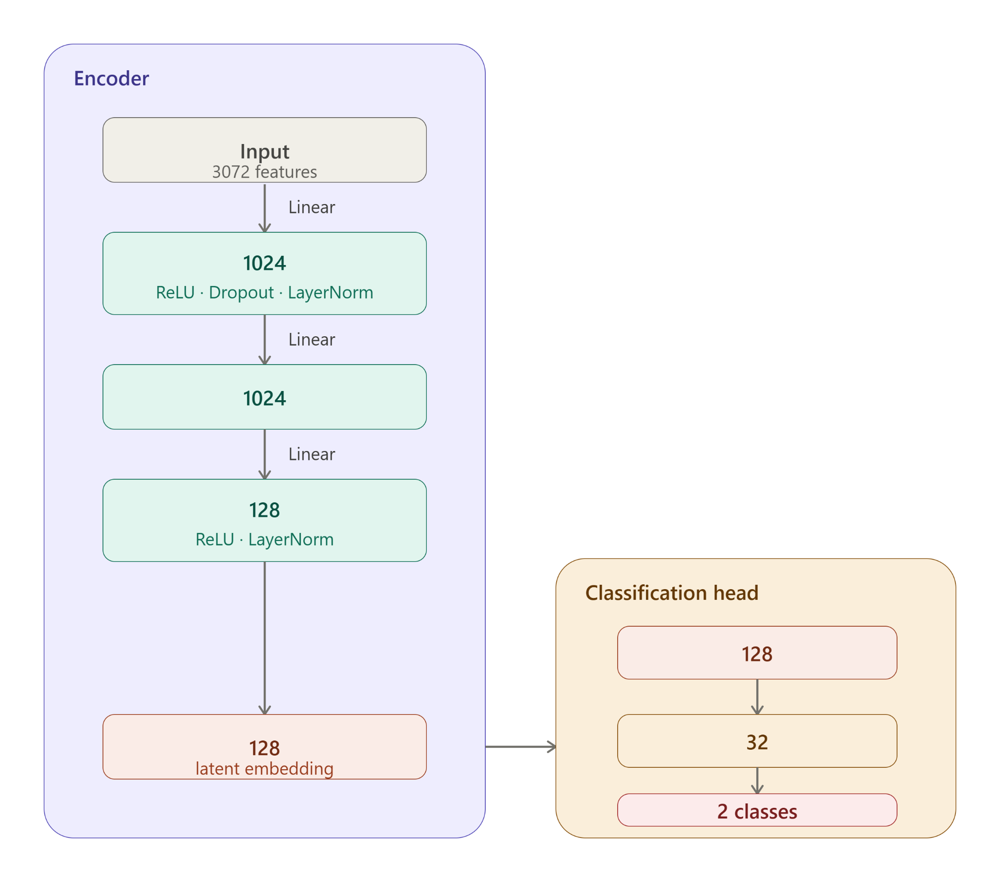 Encoder
Input
3072 features
Linear
1024
ReLU · Dropout · LayerNorm
Linear
1024
Linear
128
ReLU · LayerNorm
128
latent embedding
Classification head
128
32
2 classes